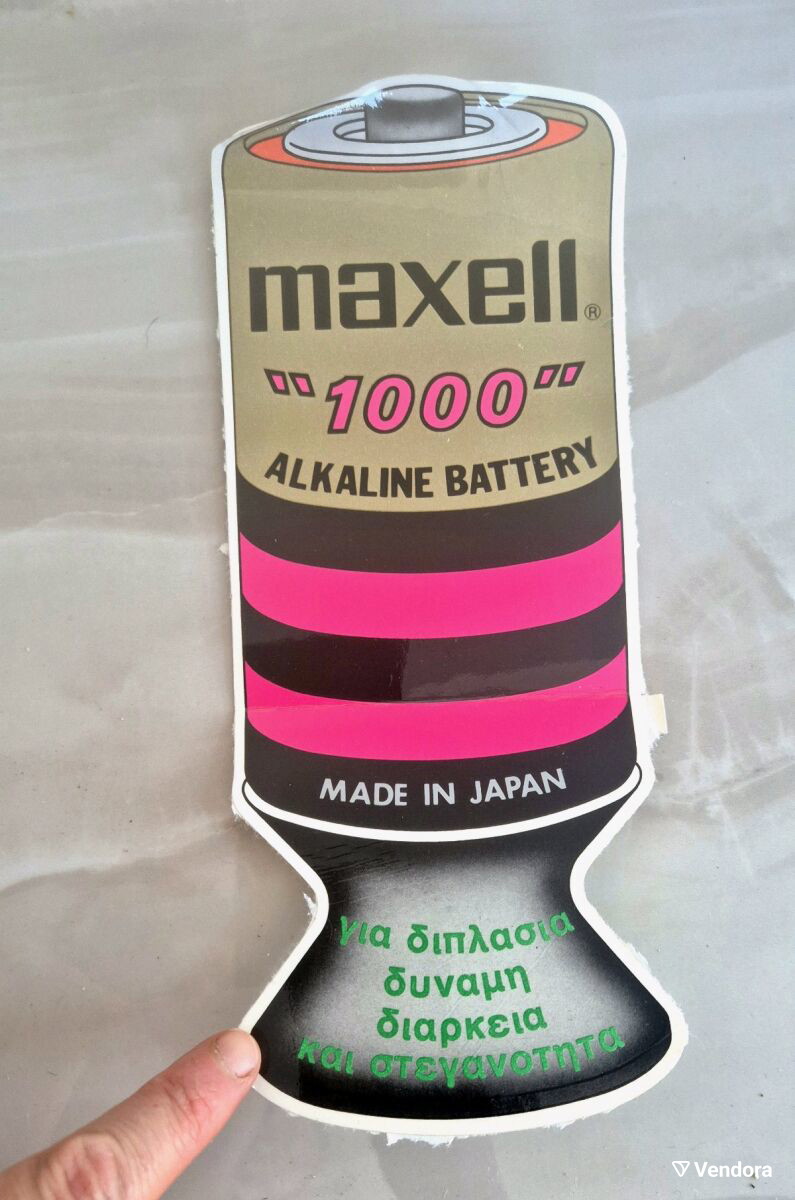 maxell®
"1000"
ALKALINE BATTERY
MADE IN JAPAN
για διπλασια
δυναμη
διαρκεια
και στεγανοτητα
Vendora